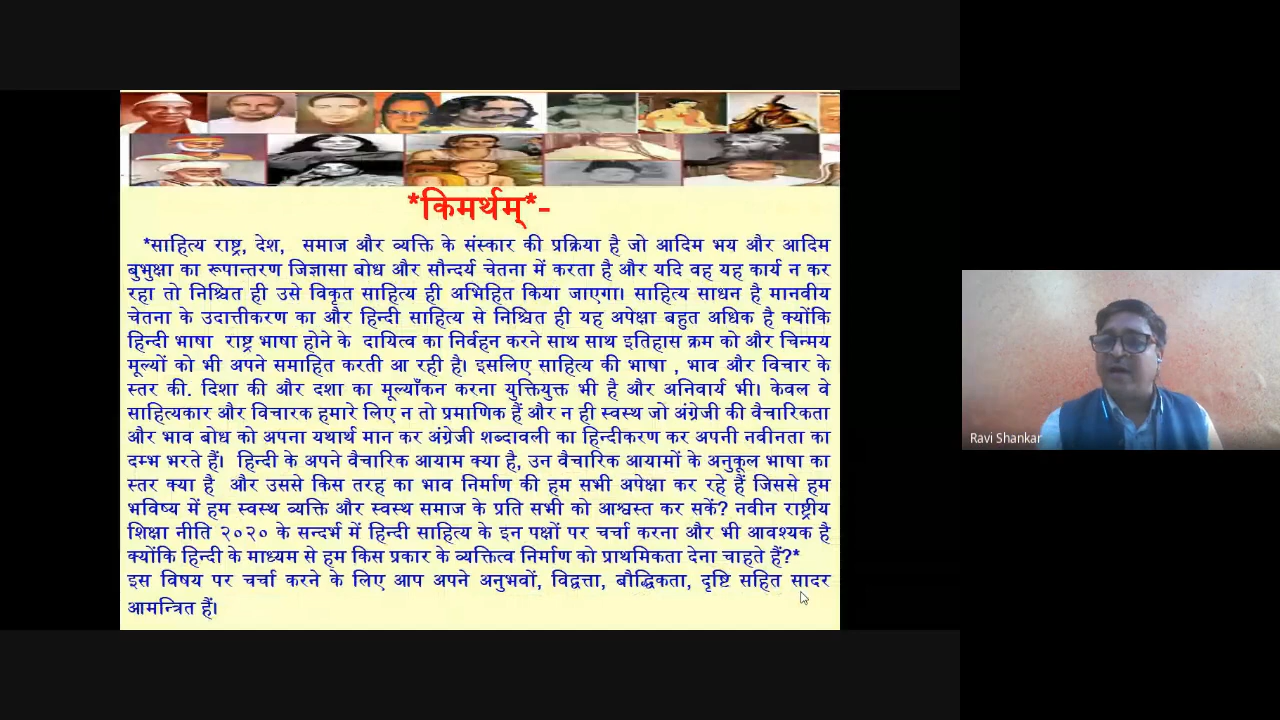 *किमर्थम्*-
*साहित्य राष्ट्र, देश, समाज और व्यक्ति के संस्कार की प्रक्रिया है जो आदिम भय और आदिम
बुभुक्षा का रूपान्तरण जिज्ञासा बोध और सौन्दर्य चेतना में करता है और यदि वह यह कार्य न कर
रहा तो निश्चित ही उसे विकृत साहित्य ही अभिहित किया जाएगा। साहित्य साधन है मानवीय
चेतना के उदात्तीकरण का और हिन्दी साहित्य से निश्चित ही यह अपेक्षा बहुत अधिक है क्योंकि
हिन्दी भाषा राष्ट्र भाषा होने के दायित्व का निर्वहन करने साथ साथ इतिहास क्रम को और चिन्मय
मूल्यों को भी अपने समाहित करती आ रही है। इसलिए साहित्य की भाषा , भाव और विचार के
स्तर की. दिशा की और दशा का मूल्याँकन करना युक्तियुक्त भी है और अनिवार्य भी। केवल वे
साहित्यकार और विचारक हमारे लिए न तो प्रमाणिक हैं और न ही स्वस्थ जो अंग्रेजी की वैचारिकता
और भाव बोध को अपना यथार्थ मान कर अंग्रेजी शब्दावली का हिन्दीकरण कर अपनी नवीनता का
दम्भ भरते हैं। हिन्दी के अपने वैचारिक आयाम क्या है, उन वैचारिक आयामों के अनुकूल भाषा का
स्तर क्या है और उससे किस तरह का भाव निर्माण की हम सभी अपेक्षा कर रहे हैं जिससे हम
भविष्य में हम स्वस्थ व्यक्ति और स्वस्थ समाज के प्रति सभी को आश्वस्त कर सकें? नवीन राष्ट्रीय
शिक्षा नीति २०२० के सन्दर्भ में हिन्दी साहित्य के इन पक्षों पर चर्चा करना और भी आवश्यक है
क्योंकि हिन्दी के माध्यम से हम किस प्रकार के व्यक्तित्व निर्माण को प्राथमिकता देना चाहते हैं?*
इस विषय पर चर्चा करने के लिए आप अपने अनुभवों, विद्वत्ता, बौद्धिकता, दृष्टि सहित सादर
आमन्त्रित हैं।
Ravi Shankar